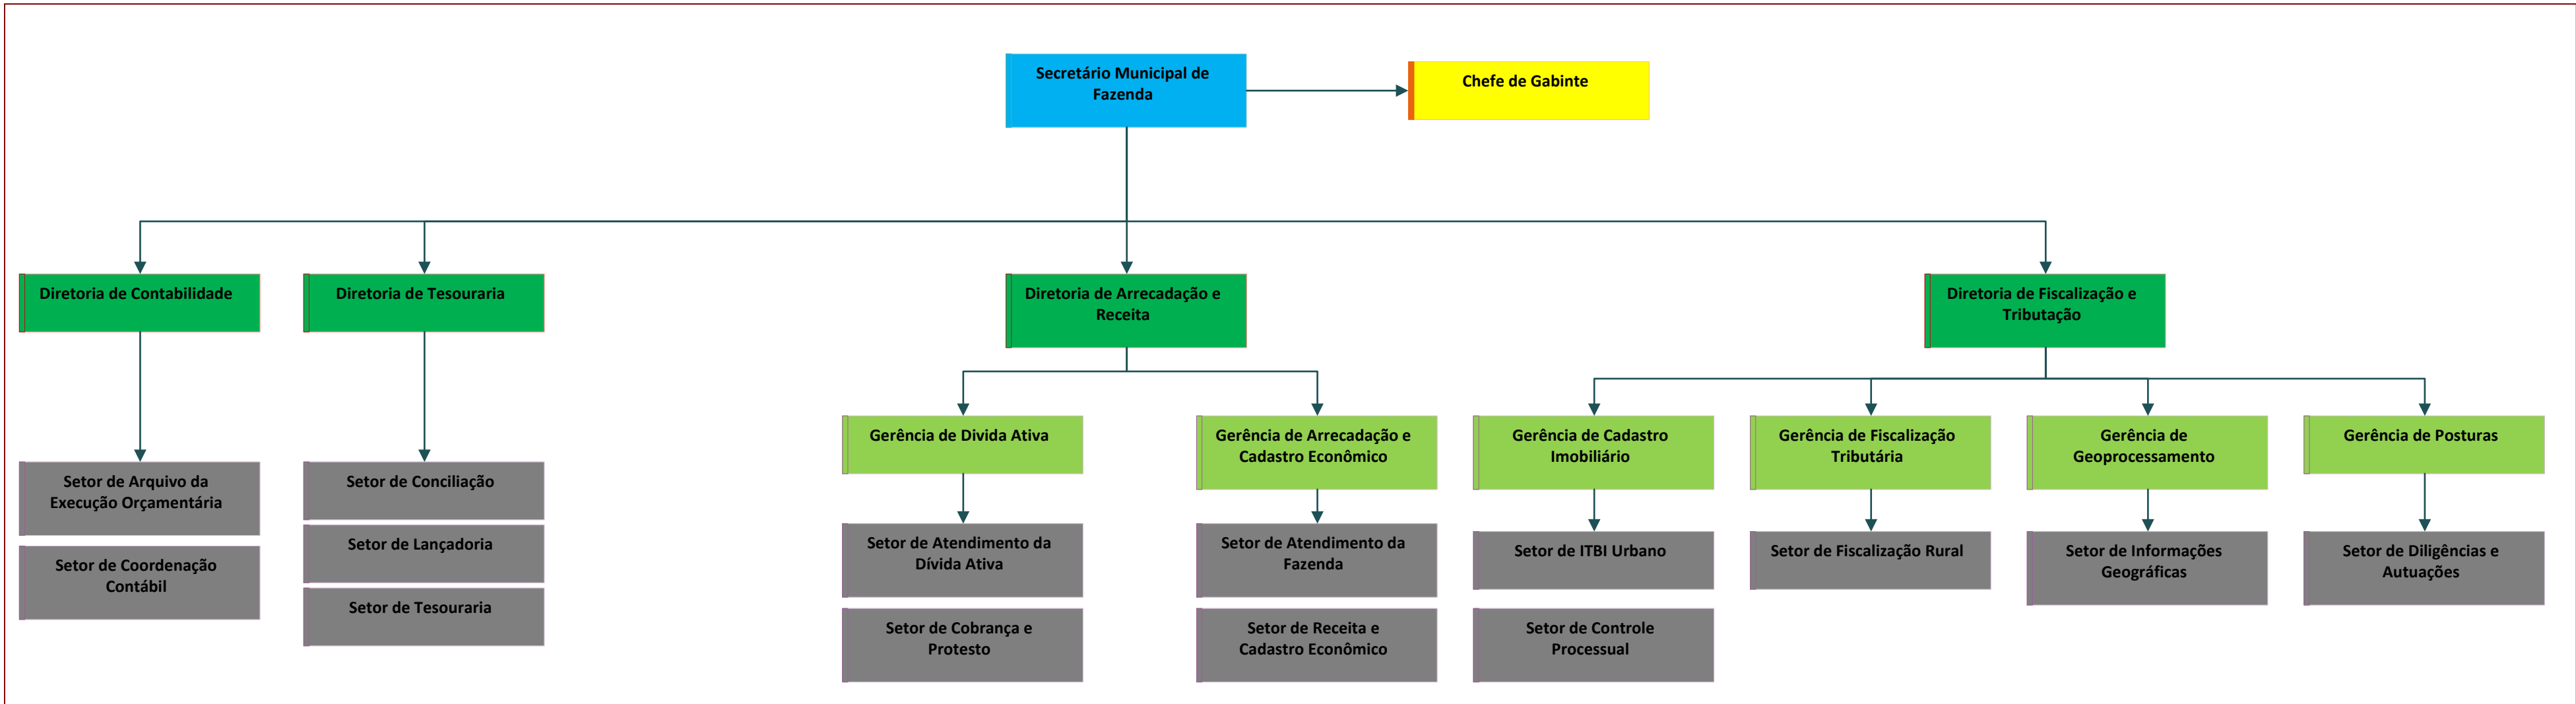 Secretário Municipal de
Fazenda
Chefe de Gabinte
Diretoria de Contabilidade
Diretoria de Tesouraria
Diretoria de Arrecadação e
Receita
Diretoria de Fiscalização e
Tributação
Gerência de Divida Ativa
Gerência de Arrecadação e
Cadastro Econômico
Gerência de Cadastro
Imobiliário
Gerência de Fiscalização
Tributária
Gerência de
Geoprocessamento
Gerência de Posturas
Setor de Arquivo da
Execução Orçamentária
Setor de Coordenação
Contábil
Setor de Conciliação
Setor de Lançadoria
Setor de Tesouraria
Setor de Atendimento da
Dívida Ativa
Setor de Cobrança e
Protesto
Setor de Atendimento da
Fazenda
Setor de Receita e
Cadastro Econômico
Setor de ITBI Urbano
Setor de Controle
Processual
Setor de Fiscalização Rural
Setor de Informações
Geográficas
Setor de Diligências e
Autuações